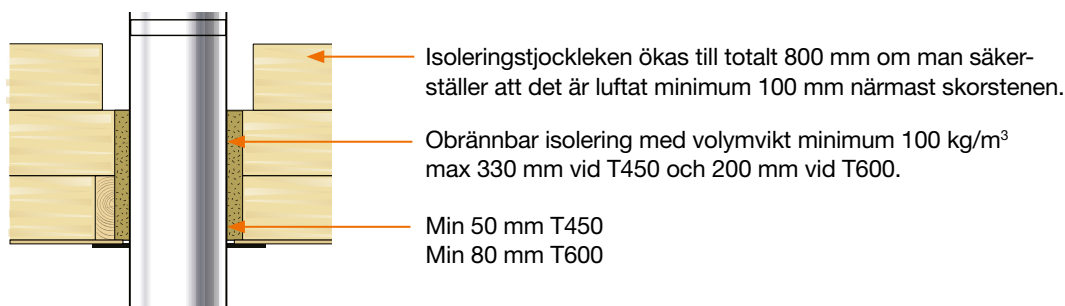 Isoleringstjockleken ökas till totalt 800 mm om man säker-
ställer att det är luftat minimum 100 mm närmast skorstenen.
Obrännbar isolering med volymvikt minimum 100 kg/m³
max 330 mm vid T450 och 200 mm vid T600.
Min 50 mm T450
Min 80 mm T600